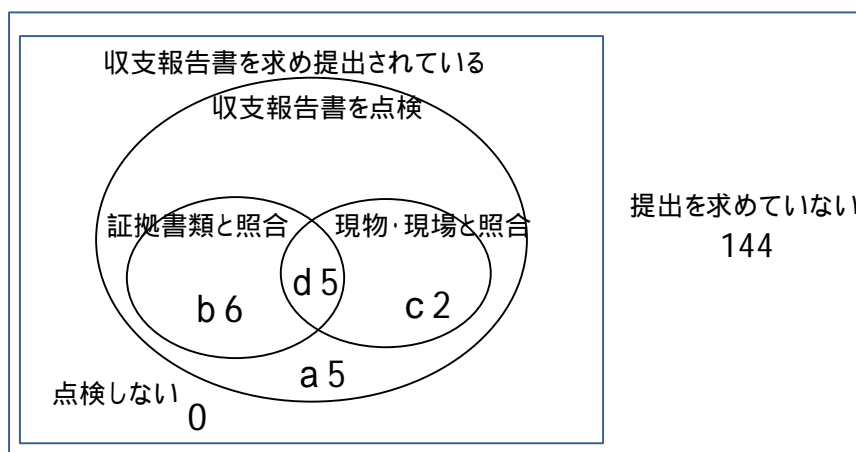 収支報告書を求め提出されている
収支報告書を点検
証拠書類と照合
現物・現場と照合
提出を求めていない
144
d 5
b 6
c 2
a 5
点検しない
0